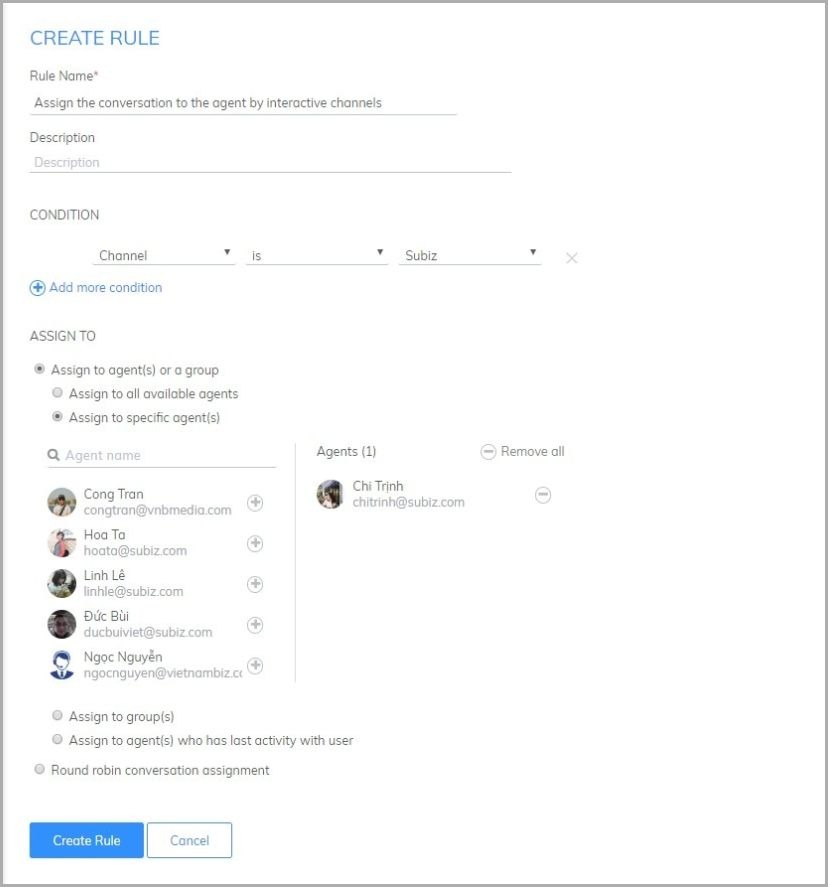 CREATE RULE
Rule Name*
Assign the conversation to the agent by interactive channels
Description
Description
CONDITION
Channel is Subiz
Add more condition
ASSIGN TO
Assign to agent(s) or a group
Assign to all available agents
Assign to specific agent(s)
Agent name
Cong Tran
congtran@vnbmedia.com
Hoa Ta
hoata@subiz.com
Linh Lê
linhle@subiz.com
Đức Bùi
ducbuiviet@subiz.com
Ngọc Nguyễn
ngocnguyen@vietnambiz.co
Agents (1) Remove all
Chi Trịnh
chitrinh@subiz.com
Assign to group(s)
Assign to agent(s) who has last activity with user
Round robin conversation assignment
Create Rule Cancel